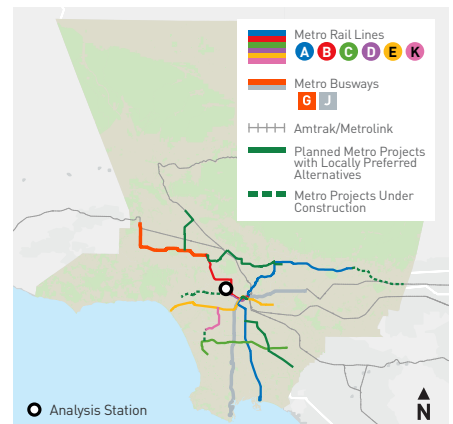 Metro Rail Lines
A B C D E K
Metro Busways
G J
Amtrak/Metrolink
Planned Metro Projects
with Locally Preferred
Alternatives
Metro Projects Under
Construction
Analysis Station
N